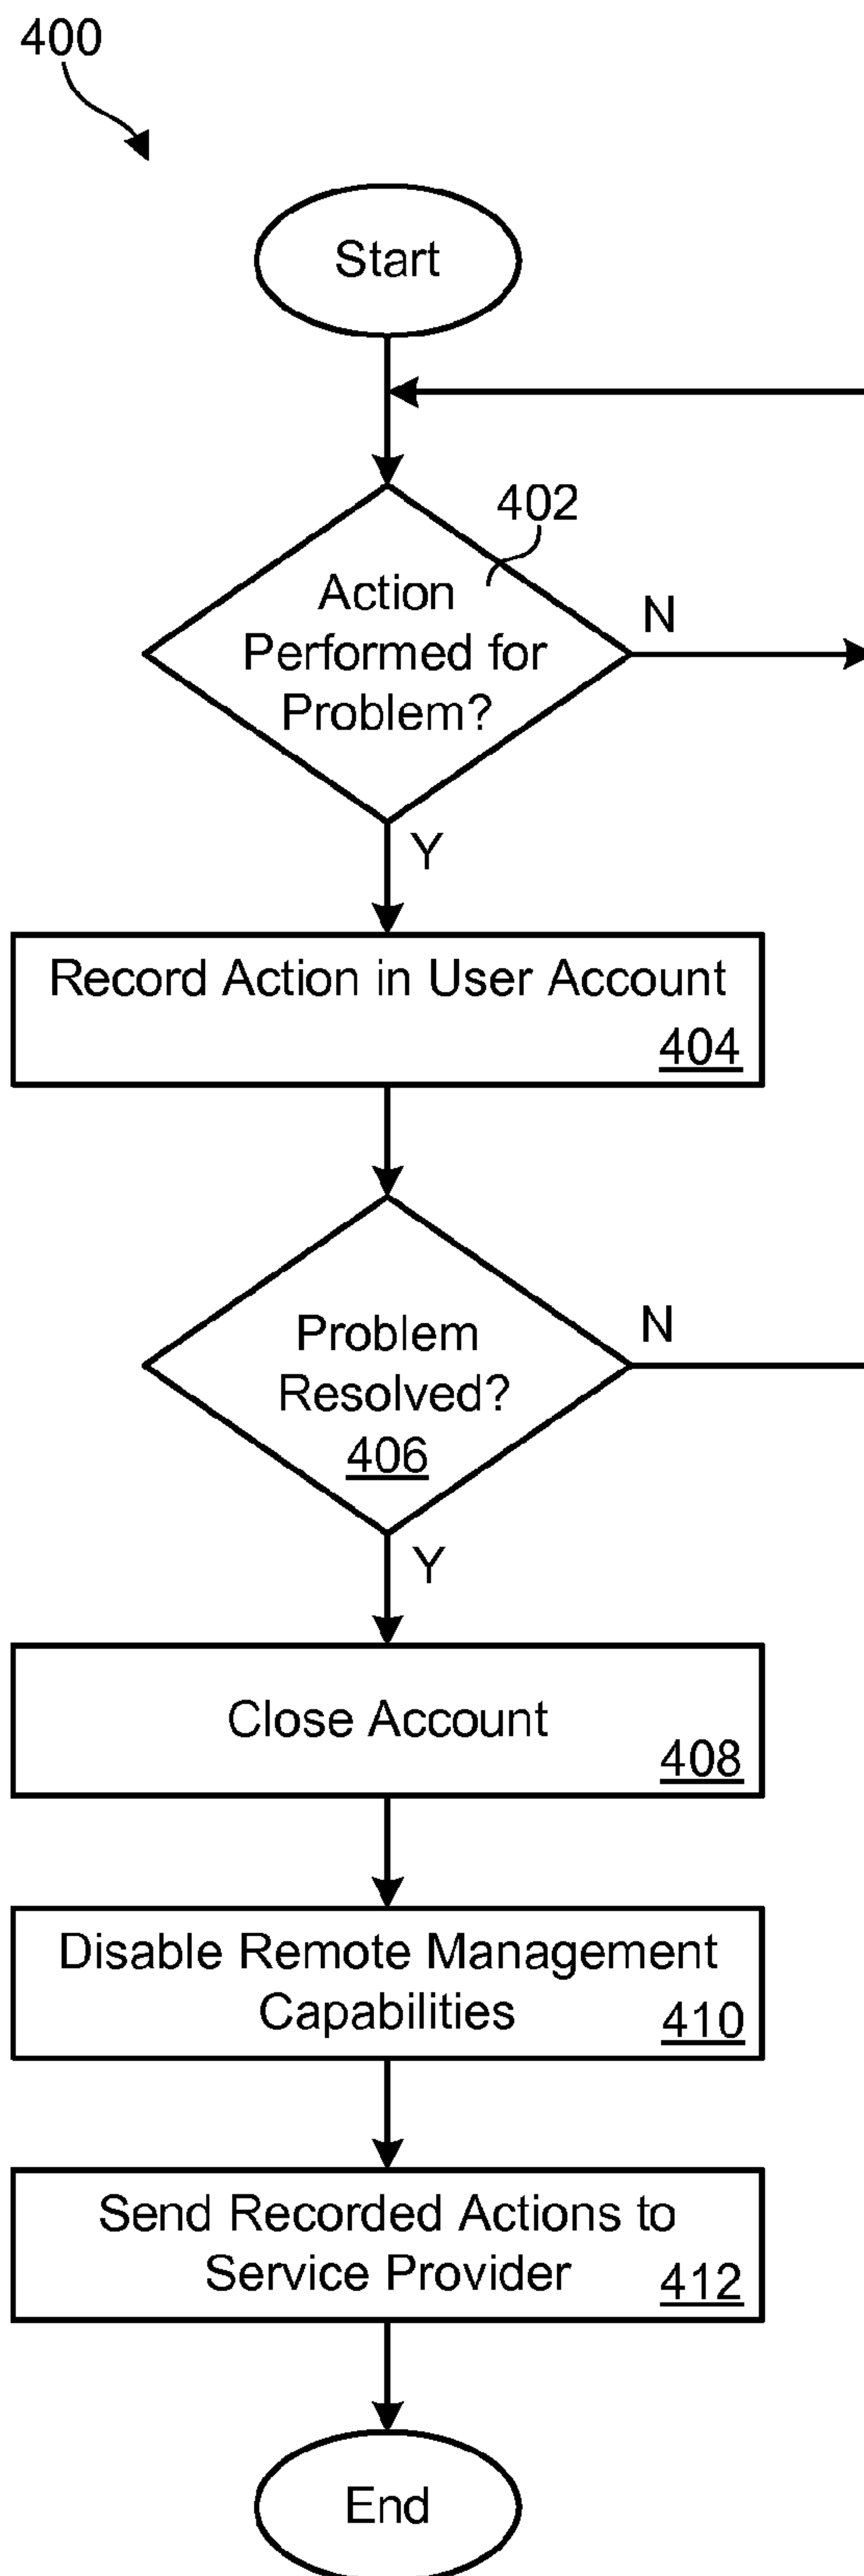 400
Start
402
Action
Performed for
Problem?
N
Y
Record Action in User Account
404
Problem
Resolved?
406
N
Y
Close Account
408
Disable Remote Management
Capabilities
410
Send Recorded Actions to
Service Provider
412
End